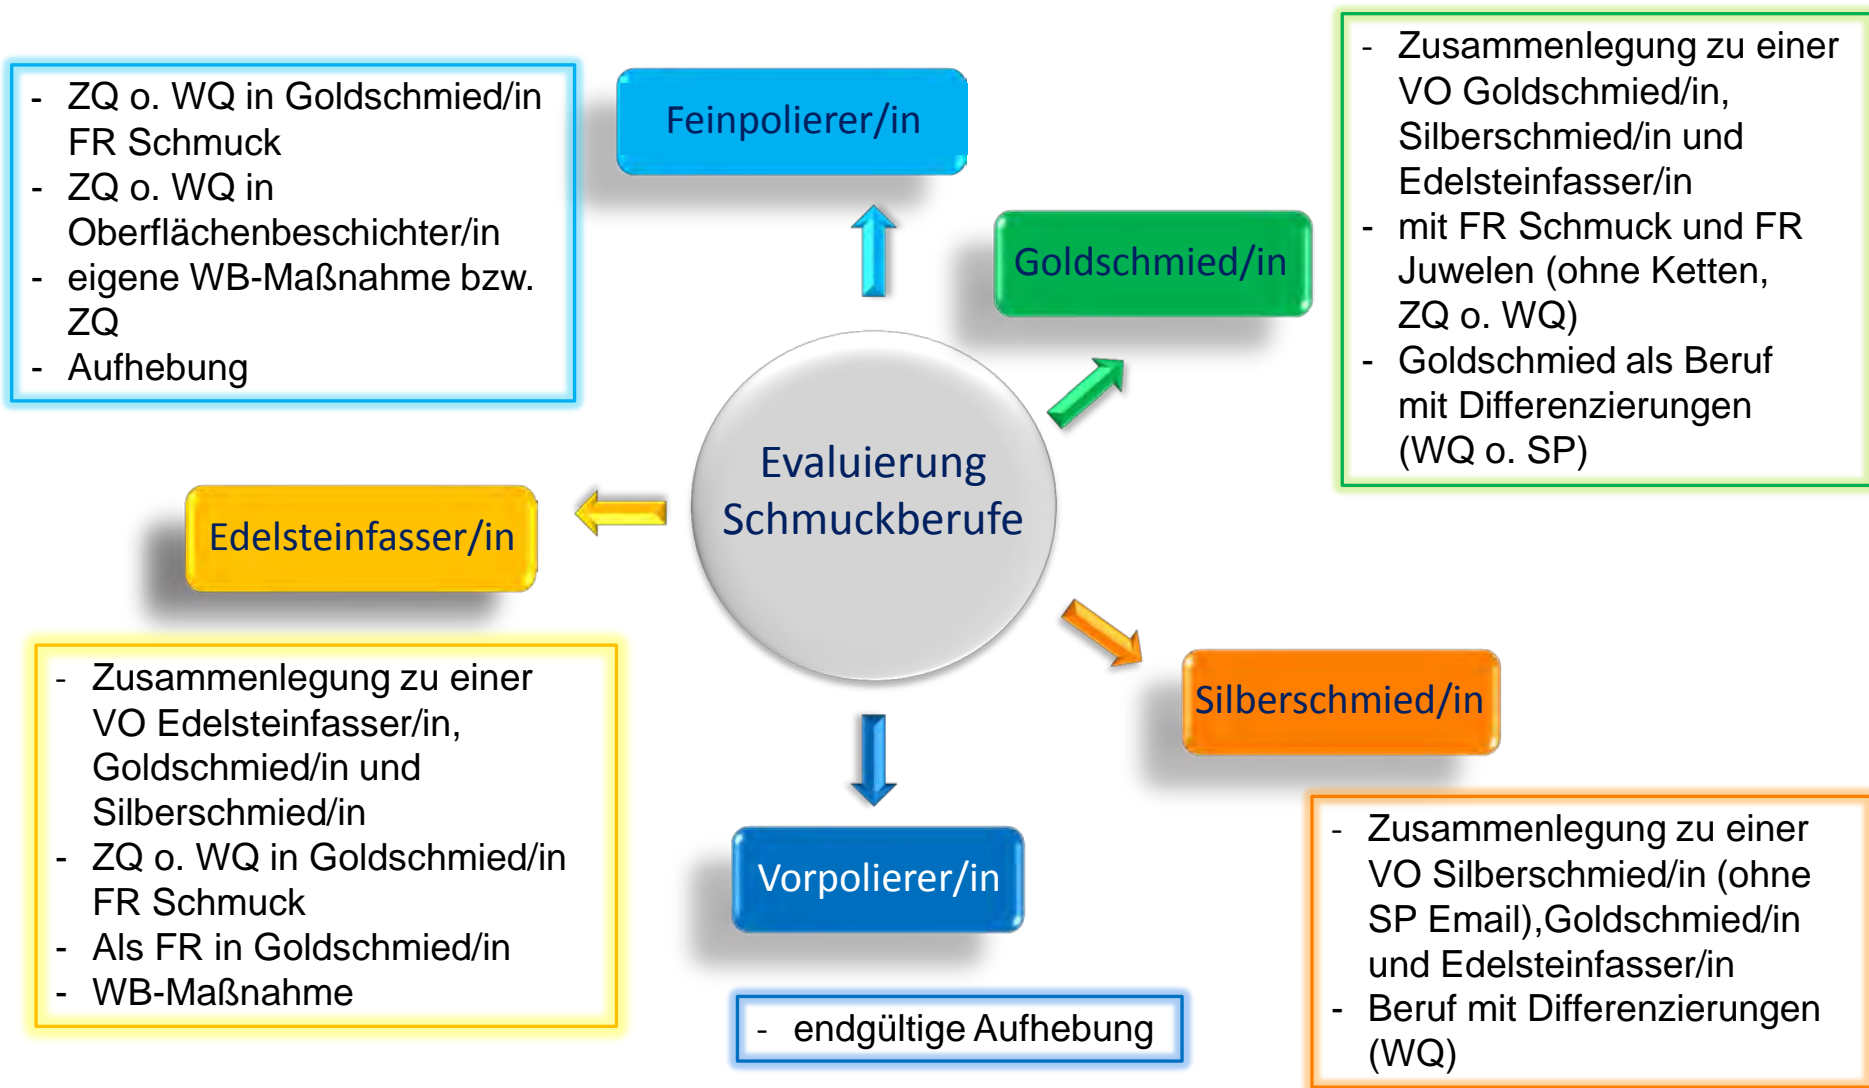 - ZQ o. WQ in Goldschmied/in
FR Schmuck
- ZQ o. WQ in
Oberflächenbeschichter/in
- eigene WB-Maßnahme bzw.
ZQ
- Aufhebung
Feinpolierer/in
Goldschmied/in
- Zusammenlegung zu einer
VO Goldschmied/in,
Silberschmied/in und
Edelsteinfasser/in
- mit FR Schmuck und FR
Juwelen (ohne Ketten,
ZQ o. WQ)
- Goldschmied als Beruf
mit Differenzierungen
(WQ o. SP)
Evaluierung
Schmuckberufe
Edelsteinfasser/in
- Zusammenlegung zu einer
VO Edelsteinfasser/in,
Goldschmied/in und
Silberschmied/in
- ZQ o. WQ in Goldschmied/in
FR Schmuck
- Als FR in Goldschmied/in
- WB-Maßnahme
Vorpolierer/in
- endgültige Aufhebung
Silberschmied/in
- Zusammenlegung zu einer
VO Silberschmied/in (ohne
SP Email),Goldschmied/in
und Edelsteinfasser/in
- Beruf mit Differenzierungen
(WQ)